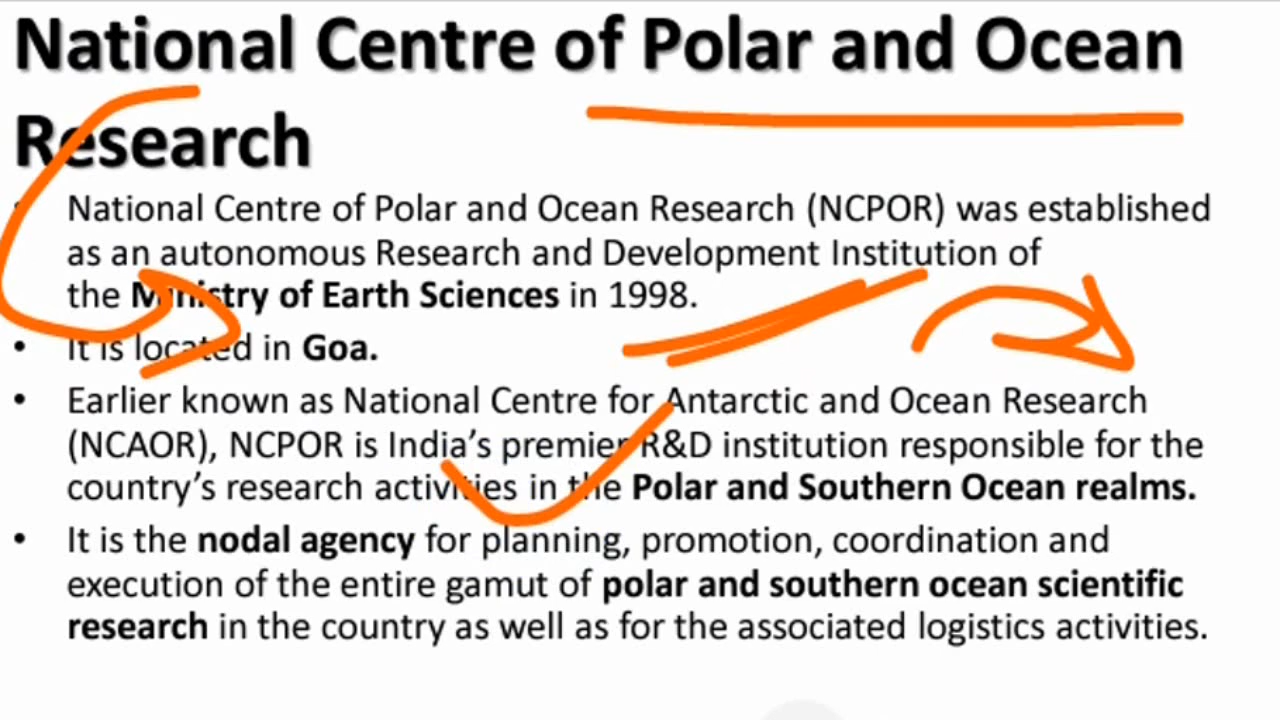 National Centre of Polar and Ocean
Research
• National Centre of Polar and Ocean Research (NCPOR) was established
as an autonomous Research and Development Institution of
the Ministry of Earth Sciences in 1998.
• It is located in Goa.
• Earlier known as National Centre for Antarctic and Ocean Research
(NCAOR), NCPOR is India’s premier R&D institution responsible for the
country’s research activities in the Polar and Southern Ocean realms.
• It is the nodal agency for planning, promotion, coordination and
execution of the entire gamut of polar and southern ocean scientific
research in the country as well as for the associated logistics activities.